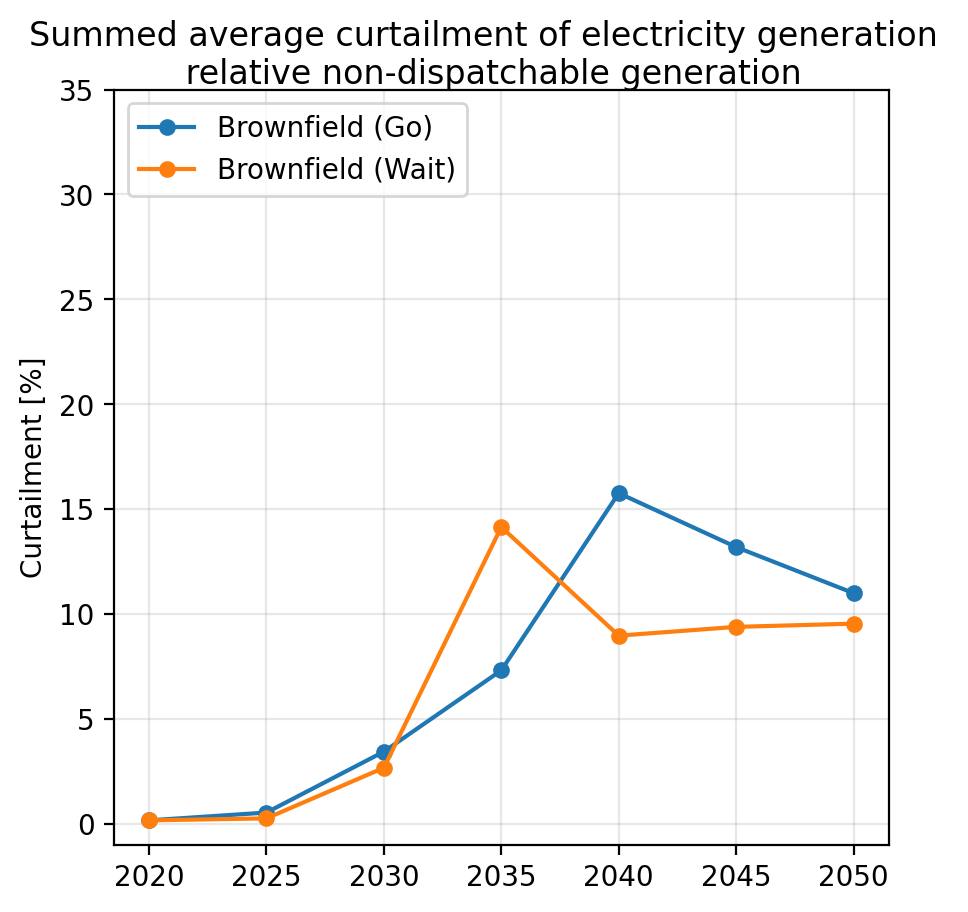 Summed average curtailment of electricity generation
relative non-dispatchable generation
Brownfield (Go)
Brownfield (Wait)
Curtailment [%]
35
30
25
20
15
10
5
0
2020 2025 2030 2035 2040 2045 2050